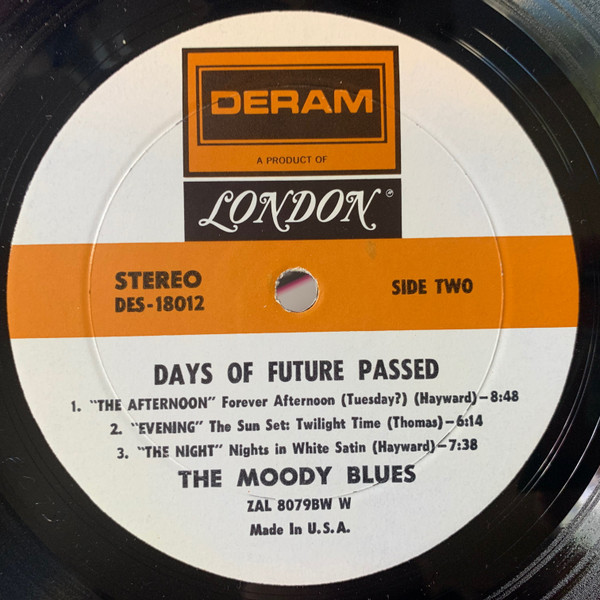 DERAM
A PRODUCT OF
LONDON®
STEREO
DES-18012
SIDE TWO
DAYS OF FUTURE PASSED
1. "THE AFTERNOON" Forever Afternoon (Tuesday?) (Hayward)—8:48
2. "EVENING" The Sun Set: Twilight Time (Thomas)—6:14
3. "THE NIGHT" Nights in White Satin (Hayward)—7:38
THE MOODY BLUES
ZAL 8079BW W
Made In U.S.A.